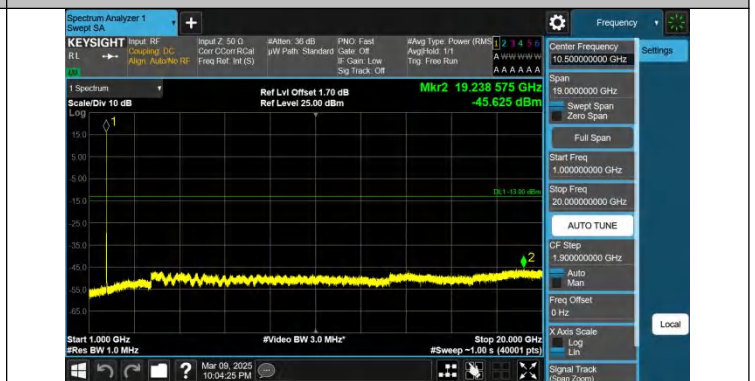 Spectrum Analyzer 1
Swept SA
+
Frequency
KEYSIGHT
RL
Input: RF
Coupling: DC
Align: Auto/No RF
Input Z: 50 Ω
Corr CCorr RCal
Freq Ref: Int (S)
#Atten: 36 dB
µW Path: Standard
PNO: Fast
Gate: Off
IF Gain: Low
Sig Track: Off
#Avg Type: Power (RMS)
Avg|Hold: 1/1
Trig: Free Run
1 2 3 4 5 6
A W W W W W
A A A A A A
1 Spectrum
Scale/Div 10 dB
Log
Ref Lvl Offset 1.70 dB
Ref Level 25.00 dBm
Mkr2 19.238 575 GHz
-45.625 dBm
1
15.0
5.00
-5.00
DL1 -13.00 dBm
-15.0
-25.0
-35.0
2
-45.0
-55.0
-65.0
Start 1.000 GHz
#Res BW 1.0 MHz
#Video BW 3.0 MHz*
Stop 20.000 GHz
#Sweep ~1.00 s (40001 pts)
Center Frequency
10.500000000 GHz
Settings
Span
19.0000000 GHz
Swept Span
Zero Span
Full Span
Start Freq
1.000000000 GHz
Stop Freq
20.000000000 GHz
AUTO TUNE
CF Step
1.900000000 GHz
Auto
Man
Freq Offset
0 Hz
X Axis Scale
Log
Lin
Local
Signal Track
(Span Zoom)
?
Mar 09, 2025
10:04:25 PM